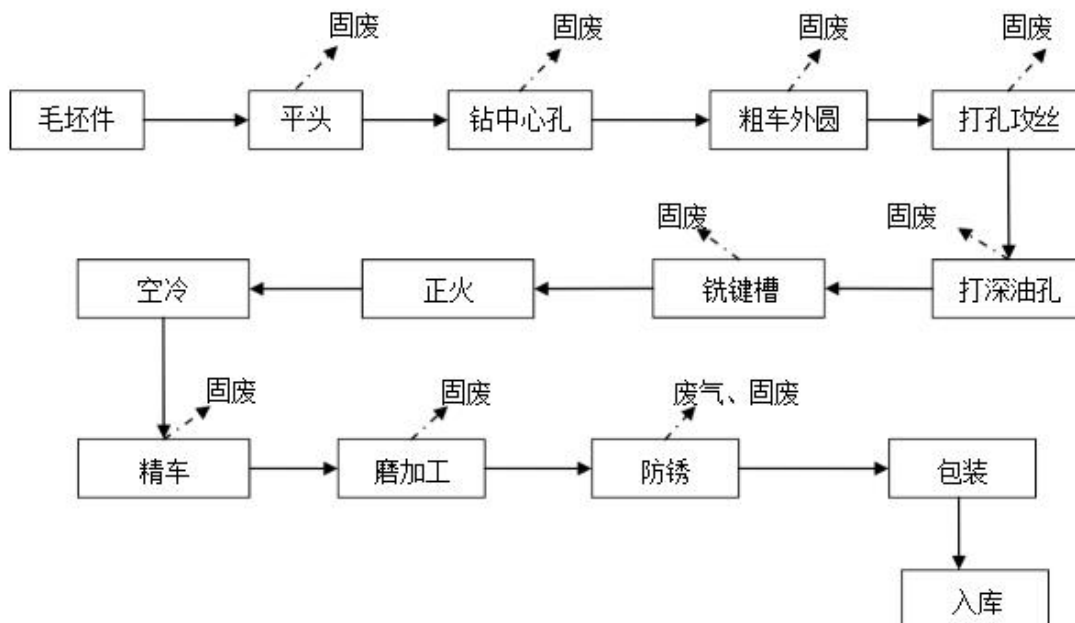 固废 固废 固废 固废
毛坯件 平头 钻中心孔 粗车外圆 打孔攻丝
固废 固废
空冷 正火 铣键槽 打深油孔
固废 固废 废气、固废
精车 磨加工 防锈 包装
入库